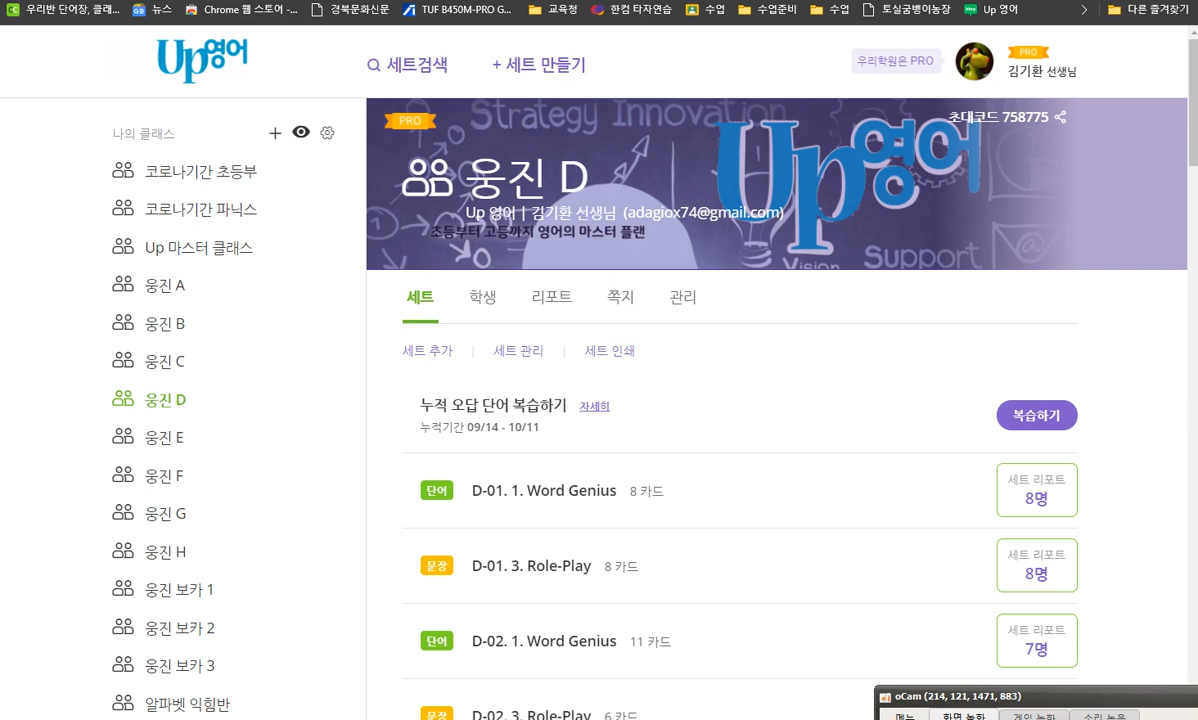 우리반 단어장, 클래... 뉴스 Chrome 웹 스토어 -... 경북문화신문 TUF B450M-PRO G... 교육청 한컴 타자연습 수업 수업준비 수업 토실굼벵이농장 Up 영어 다른 즐겨찾기
Up영어
세트검색
+ 세트 만들기
우리학원은 PRO
PRO
김기환 선생님
나의 클래스
코로나기간 초등부
코로나기간 파닉스
Up 마스터 클래스
웅진 A
웅진 B
웅진 C
웅진 D
웅진 E
웅진 F
웅진 G
웅진 H
웅진 보카 1
웅진 보카 2
웅진 보카 3
알파벳 익힘반
PRO
Strategy Innovation
초대코드 758775
웅진 D
Up영어
Up 영어 | 김기환 선생님 (adagiox74@gmail.com)
초등부터 고등까지 영어의 마스터 플랜
Vision
Support
세트 학생 리포트 쪽지 관리
세트 추가 | 세트 관리 | 세트 인쇄
누적 오답 단어 복습하기 자세히
누적기간 09/14 - 10/11
복습하기
단어 D-01. 1. Word Genius 8 카드
세트 리포트
8명
문장 D-01. 3. Role-Play 8 카드
세트 리포트
8명
단어 D-02. 1. Word Genius 11 카드
세트 리포트
7명
문장 D-02. 3. Role-Play 6 카드
oCam (214, 121, 1471, 883)
메뉴 화면 녹화 게임 녹화 소리 녹음